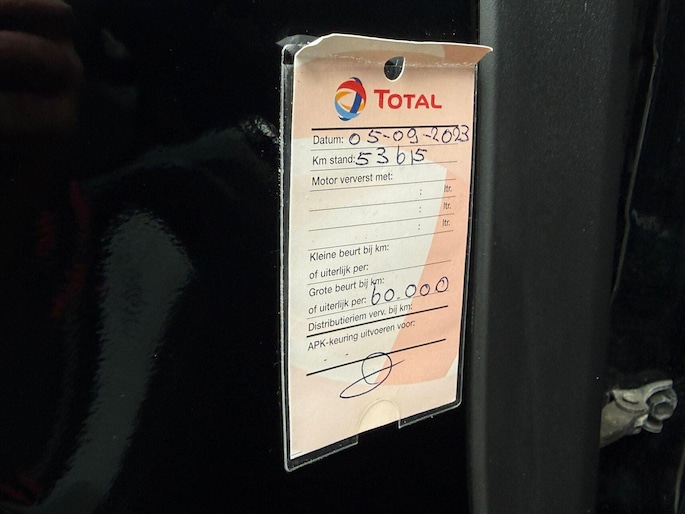 TOTAL
Datum: 05-09-2023
Km stand: 53615
Motor ververst met:
: ltr.
: ltr.
: ltr.
Kleine beurt bij km:
of uiterlijk per:
Grote beurt bij km:
of uiterlijk per: 60.000
Distributieriem verv. bij km:
APK-keuring uitvoeren voor: